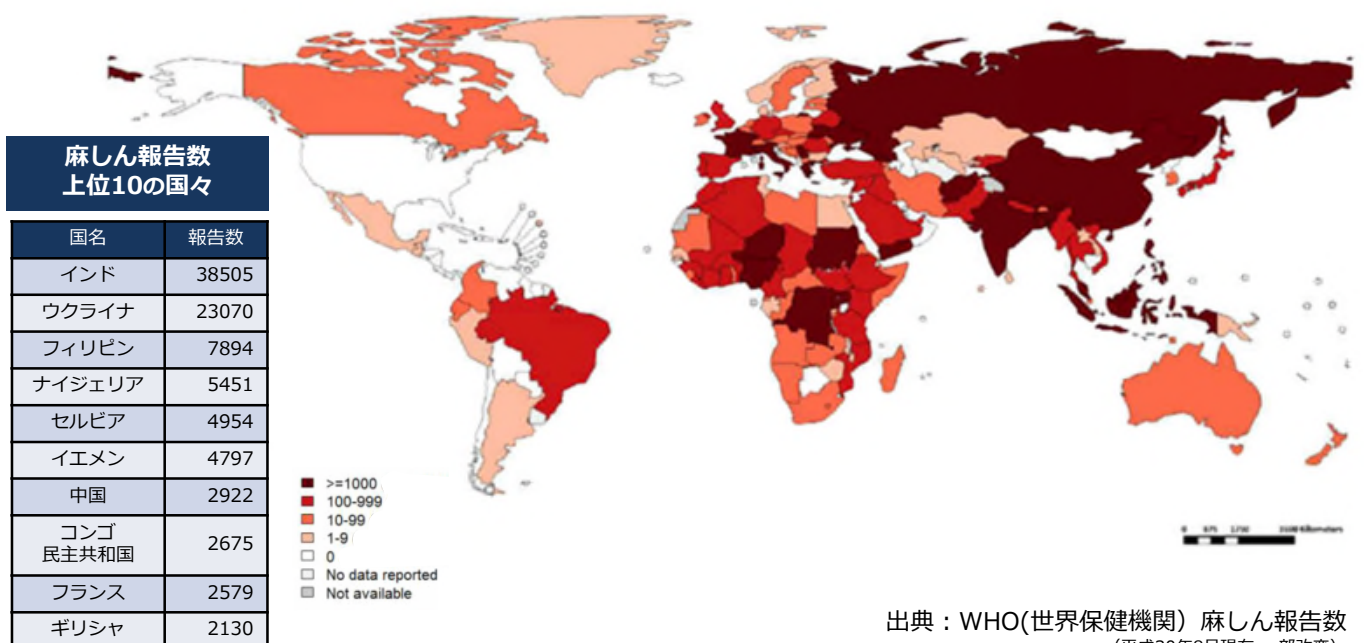 麻しん報告数
上位10の国々
国名 報告数
インド 38505
ウクライナ 23070
フィリピン 7894
ナイジェリア 5451
セルビア 4954
イエメン 4797
中国 2922
コンゴ
民主共和国 2675
フランス 2579
ギリシャ 2130
>=1000
100-999
10-99
1-9
0
No data reported
Not available
0 875 1750 3500 Kilometers
出典：WHO(世界保健機関）麻しん報告数